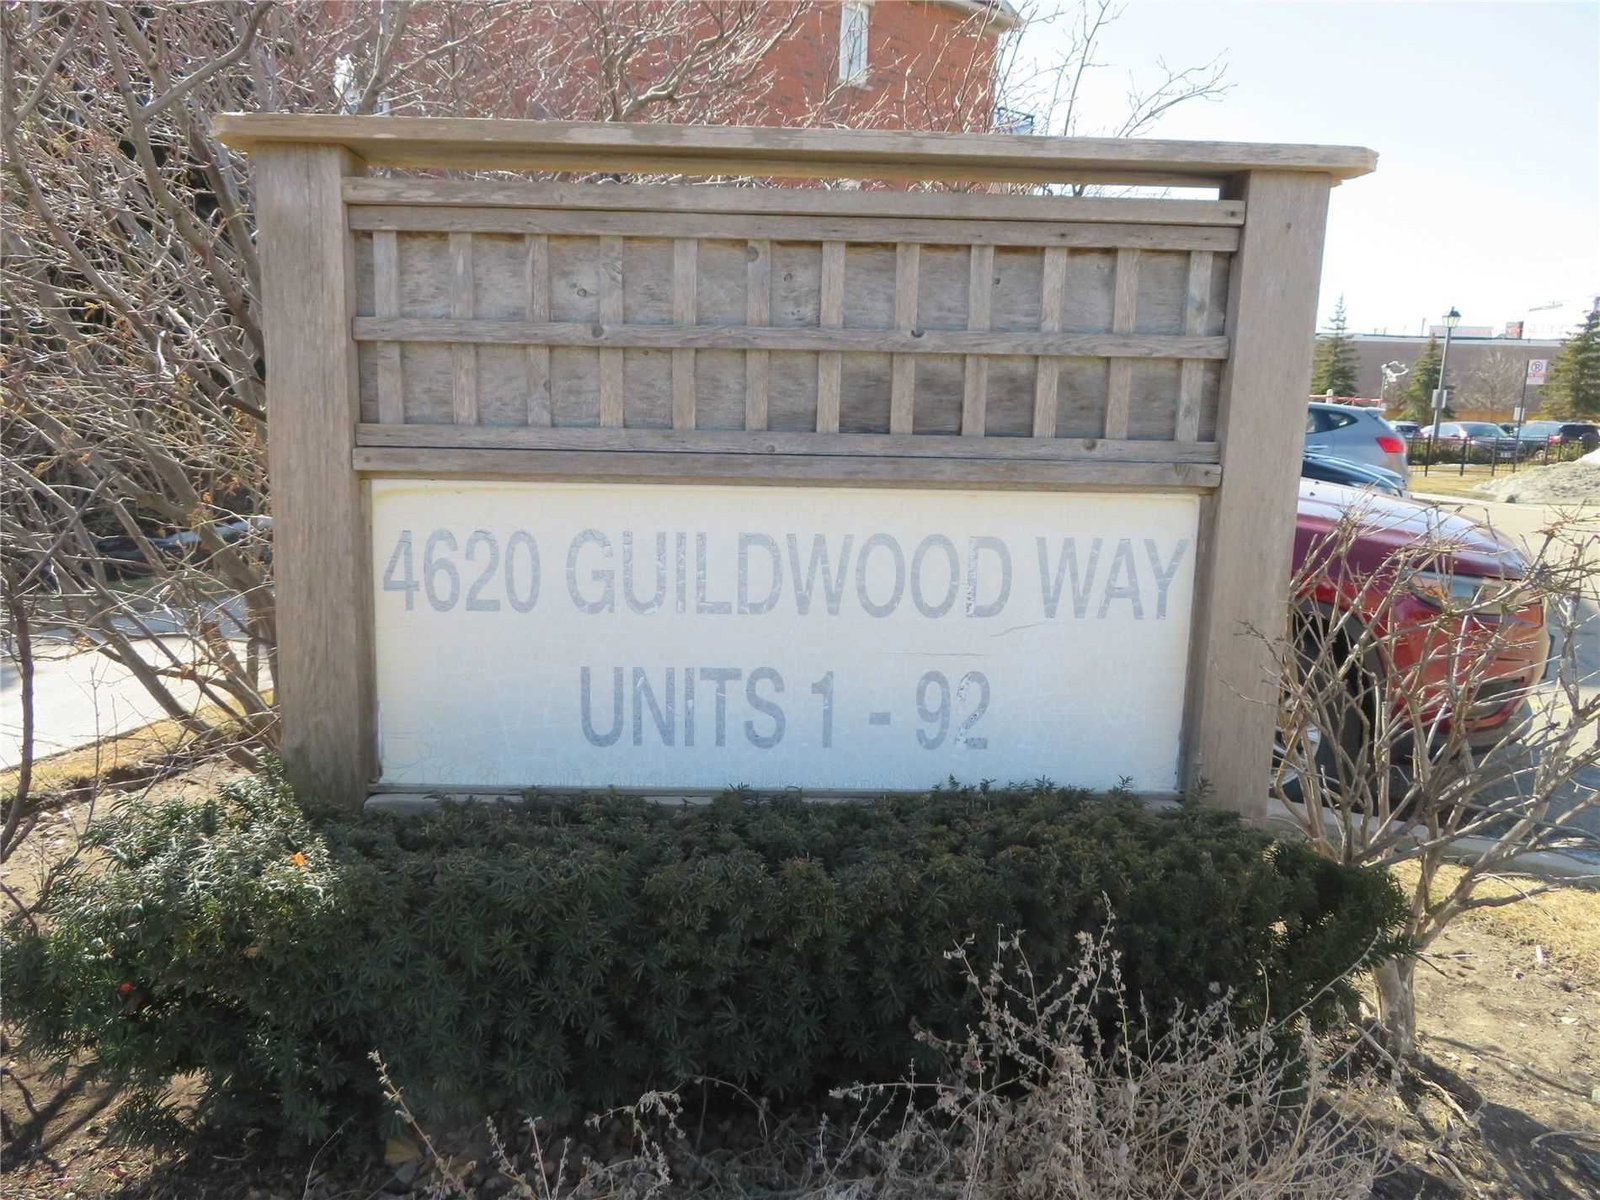 4620 GUILDWOOD WAY
UNITS 1 - 92